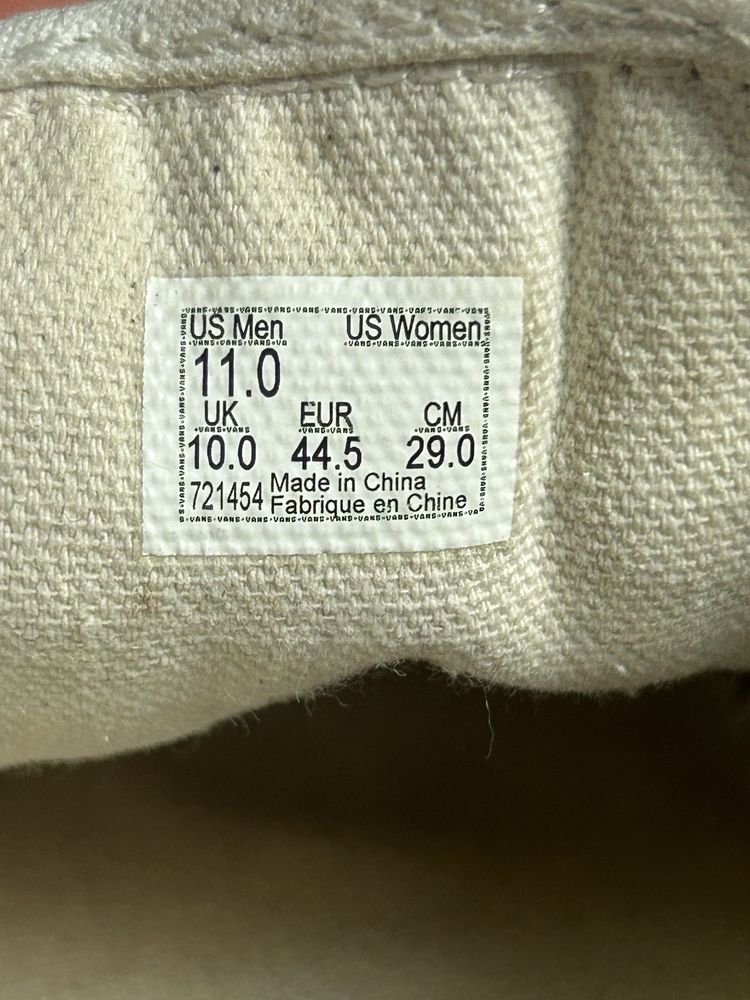 US Men US Women
11.0
UK EUR CM
10.0 44.5 29.0
721454 Made in China
Fabrique en Chine